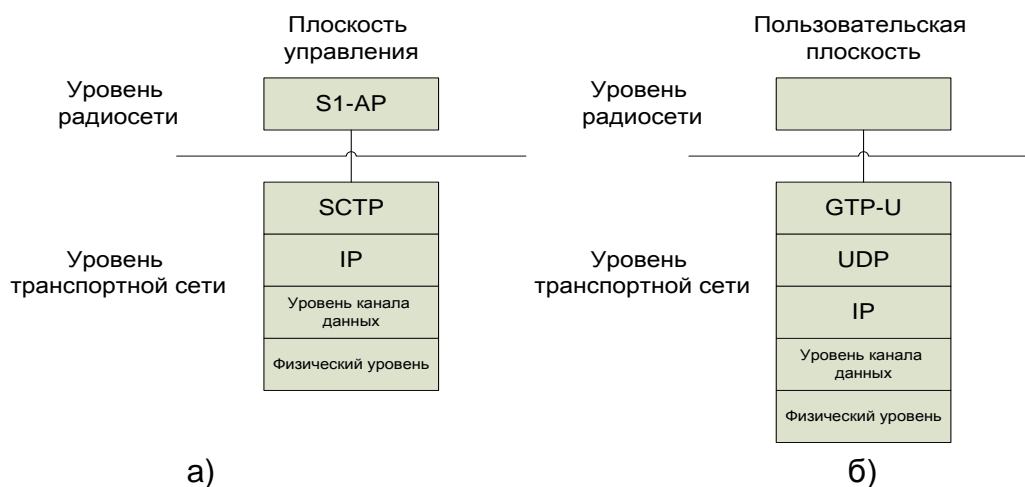 Плоскость
управления
Уровень
радиосети
S1-AP
SCTP
Уровень
транспортной сети
IP
Уровень канала
данных
Физический уровень
а)
Пользовательская
плоскость
Уровень
радиосети
GTP-U
Уровень
транспортной сети
UDP
IP
Уровень канала
данных
Физический уровень
б)